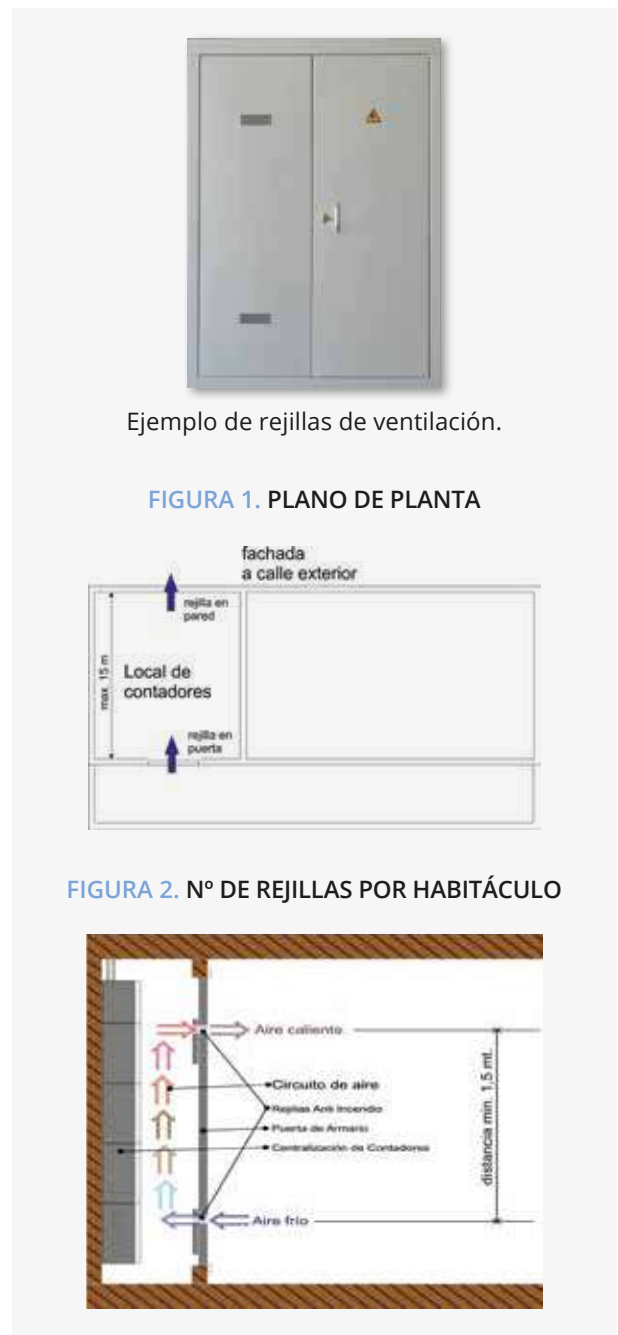 Ejemplo de rejillas de ventilación.
FIGURA 1. PLANO DE PLANTA
fachada
a calle exterior
rejilla en
pared
max. 15 m
Local de
contadores
rejilla en
puerta
FIGURA 2. Nº DE REJILLAS POR HABITÁCULO
Aire caliente
Circuito de aire
Rejillas Anti Incendio
Puerta de Armario
Centralización de Contadores
distancia min. 1,5 mt.
Aire frío